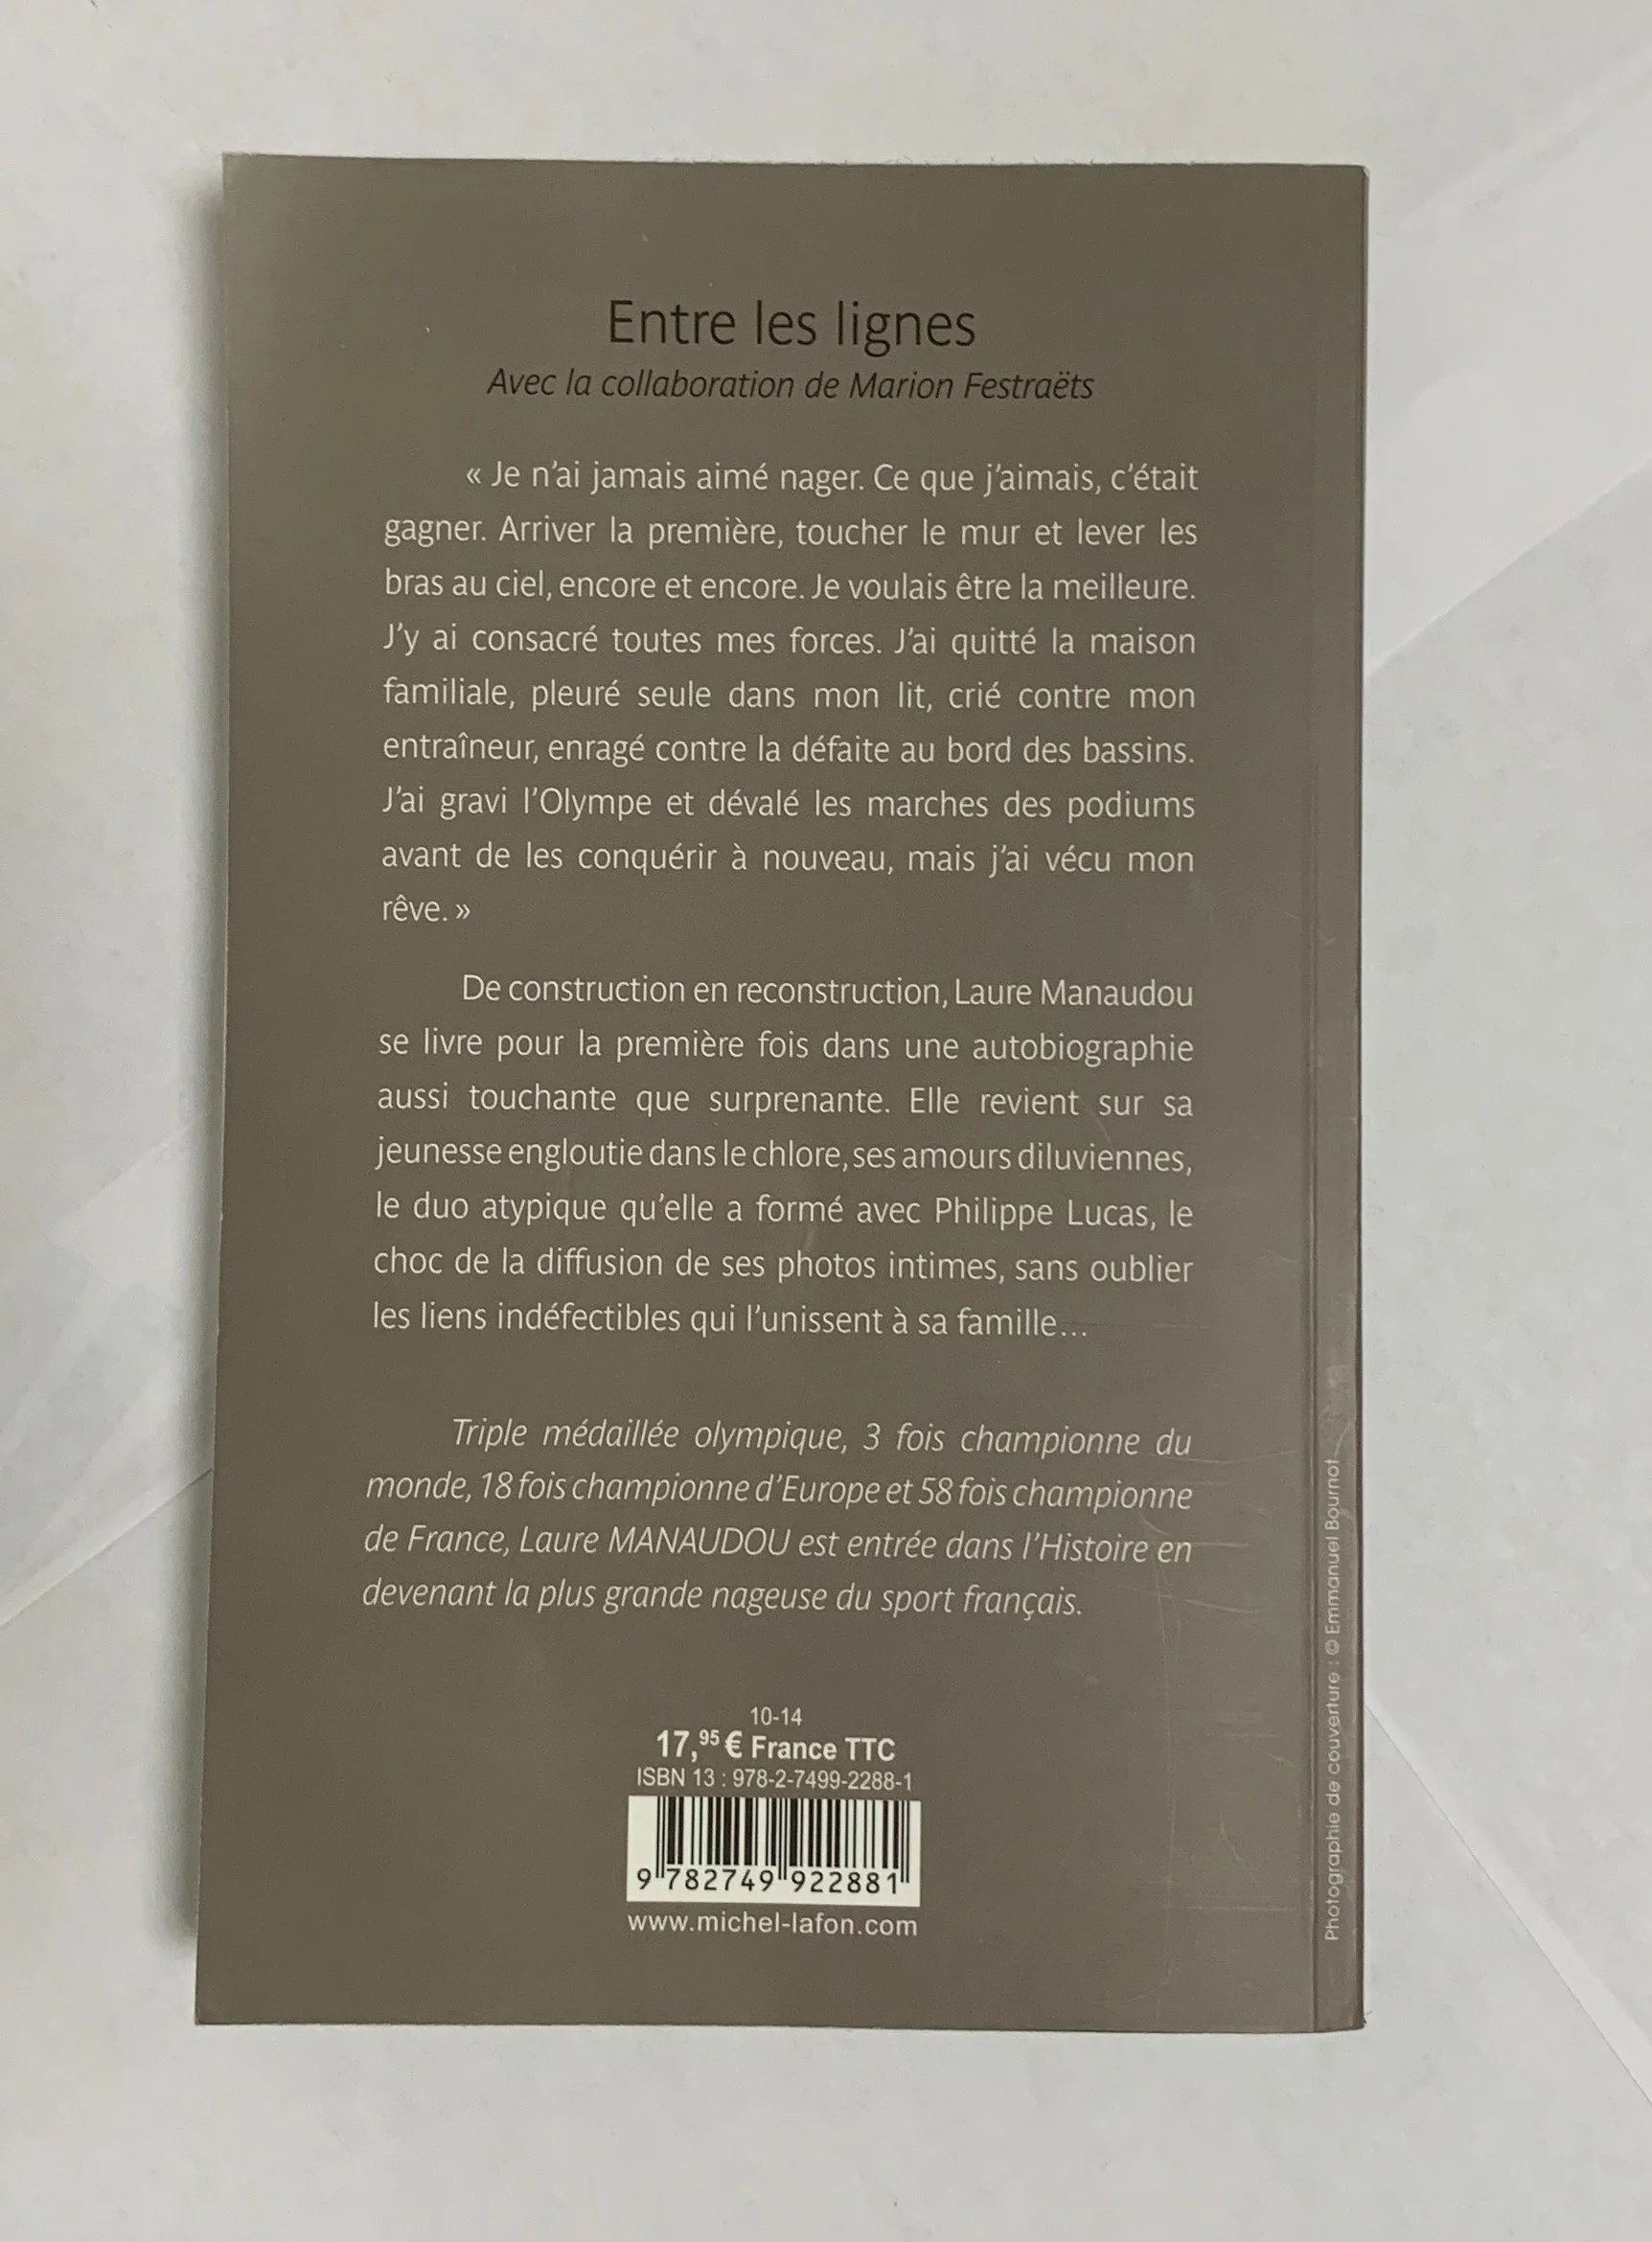 Entre les lignes
Avec la collaboration de Marion Festraëts
« Je n'ai jamais aimé nager. Ce que j'aimais, c'était
gagner. Arriver la première, toucher le mur et lever les
bras au ciel, encore et encore. Je voulais être la meilleure.
J'y ai consacré toutes mes forces. J'ai quitté la maison
familiale, pleuré seule dans mon lit, crié contre mon
entraîneur, enragé contre la défaite au bord des bassins.
J'ai gravi l'Olympe et dévalé les marches des podiums
avant de les conquérir à nouveau, mais j'ai vécu mon
rêve. »
De construction en reconstruction, Laure Manaudou
se livre pour la première fois dans une autobiographie
aussi touchante que surprenante. Elle revient sur sa
jeunesse engloutie dans le chlore, ses amours diluviennes,
le duo atypique qu'elle a formé avec Philippe Lucas, le
choc de la diffusion de ses photos intimes, sans oublier
les liens indéfectibles qui l'unissent à sa famille...
Triple médaillée olympique, 3 fois championne du
monde, 18 fois championne d'Europe et 58 fois championne
de France, Laure MANAUDOU est entrée dans l'Histoire en
devenant la plus grande nageuse du sport français.
10-14
17,95 € France TTC
ISBN 13 : 978-2-7499-2288-1
9 782749 922881
www.michel-lafon.com
Photographie de couverture : © Emmanuel Bournot